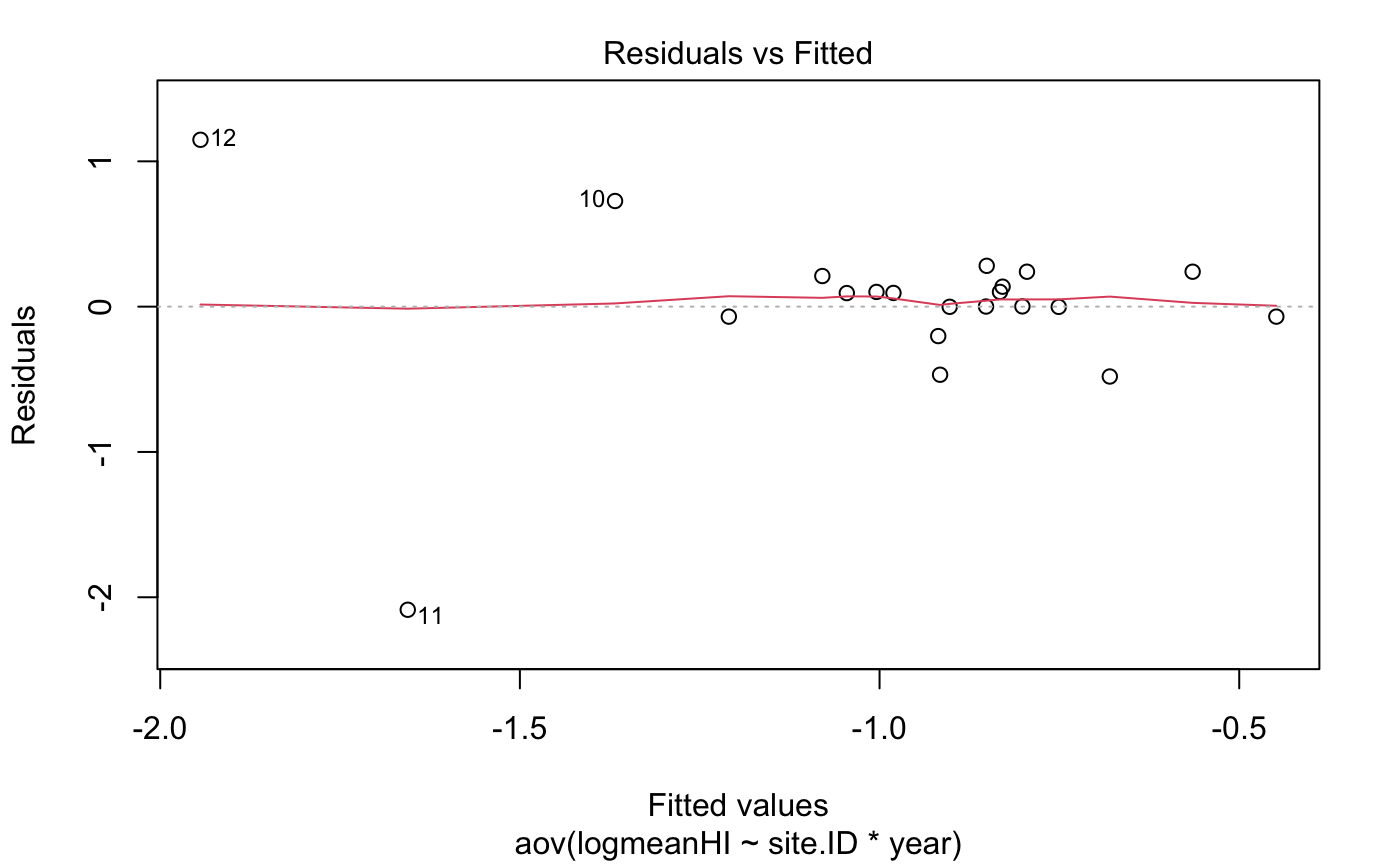 Residuals vs Fitted
12
10
11
1
0
-1
-2
Residuals
-2.0 -1.5 -1.0 -0.5
Fitted values
aov(logmeanHI ~ site.ID * year)